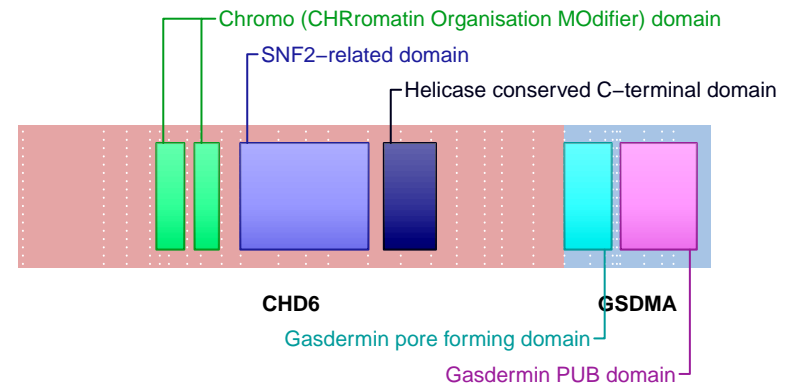 Chromo (CHRromatin Organisation MOdifier) domain
SNF2−related domain
Helicase conserved C−terminal domain
CHD6 GSDMA
Gasdermin pore forming domain
Gasdermin PUB domain